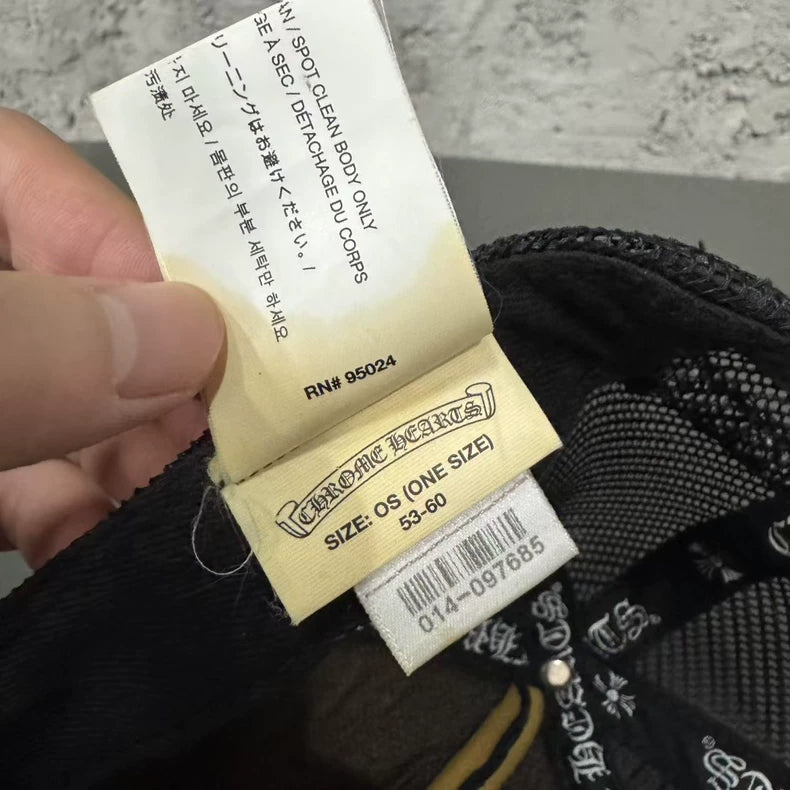 AN / SPOT CLEAN BODY ONLY
GE À SEC / DÉTACHAGE DU CORPS
リーニングはお避けください。/
지 마세요 / 몸판의 부분 세탁만 하세요
污渍处
RN# 95024
CHROME HEARTS
SIZE: OS (ONE SIZE)
53-60
014-097685